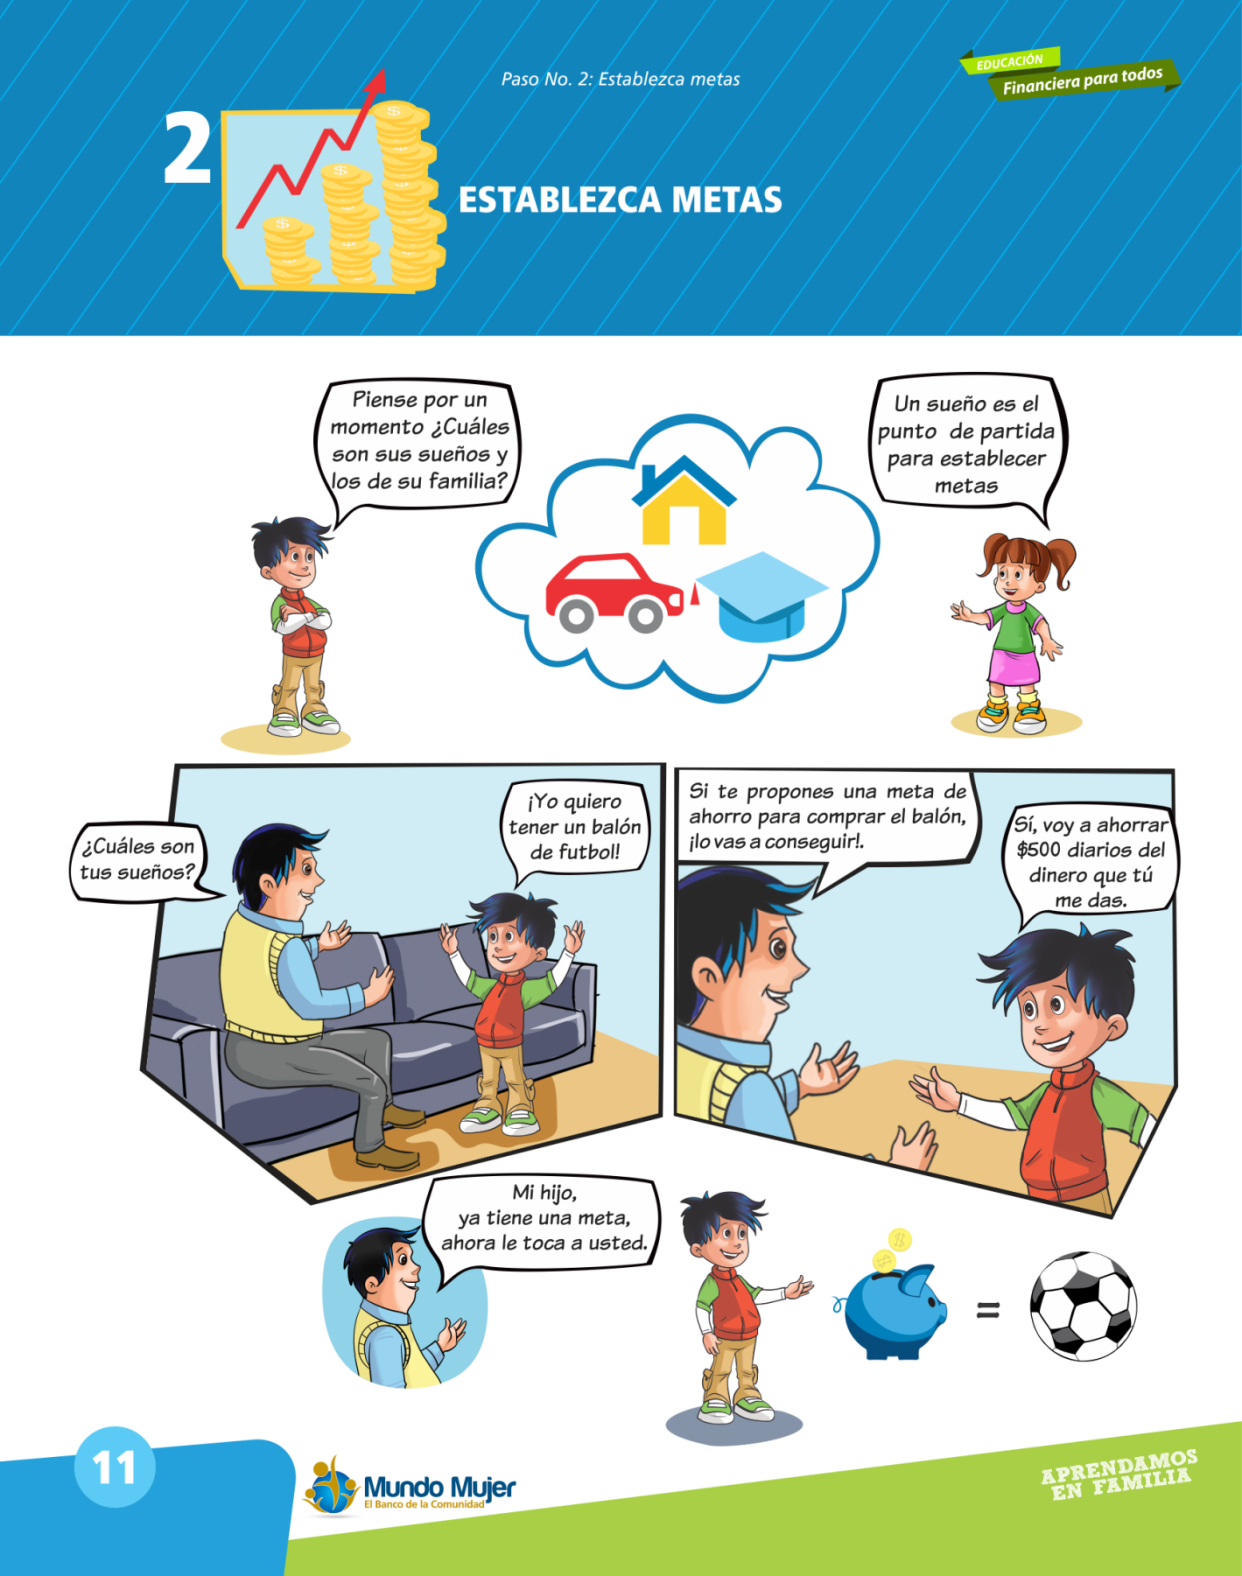 Paso No. 2: Establezca metas
EDUCACIÓN
Financiera para todos
2
ESTABLEZCA METAS
Piense por un
momento ¿Cuáles
son sus sueños y
los de su familia?
Un sueño es el
punto de partida
para establecer
metas
¿Cuáles son
tus sueños?
¡Yo quiero
tener un balón
de futbol!
Si te propones una meta de
ahorro para comprar el balón,
¡lo vas a conseguir!.
Sí, voy a ahorrar
$500 diarios del
dinero que tú
me das.
Mi hijo,
ya tiene una meta,
ahora le toca a usted.
=
11
Mundo Mujer
El Banco de la Comunidad
APRENDAMOS
EN FAMILIA